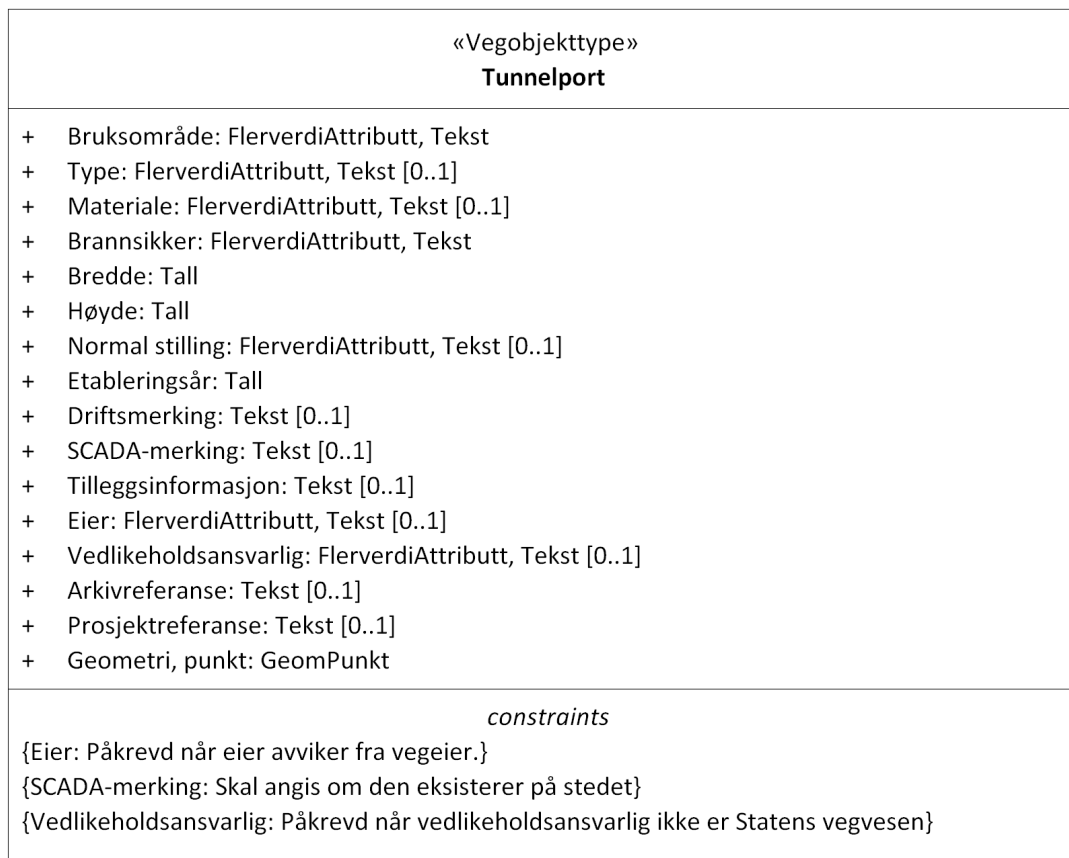 «Vegobjekttype»
Tunnelport
+ Bruksområde: FlerverdiAttributt, Tekst
+ Type: FlerverdiAttributt, Tekst [0..1]
+ Materiale: FlerverdiAttributt, Tekst [0..1]
+ Brannsikker: FlerverdiAttributt, Tekst
+ Bredde: Tall
+ Høyde: Tall
+ Normal stilling: FlerverdiAttributt, Tekst [0..1]
+ Etableringsår: Tall
+ Driftsmerking: Tekst [0..1]
+ SCADA-merking: Tekst [0..1]
+ Tilleggsinformasjon: Tekst [0..1]
+ Eier: FlerverdiAttributt, Tekst [0..1]
+ Vedlikeholdsansvarlig: FlerverdiAttributt, Tekst [0..1]
+ Arkivreferanse: Tekst [0..1]
+ Prosjektreferanse: Tekst [0..1]
+ Geometri, punkt: GeomPunkt
constraints
{Eier: Påkrevd når eier avviker fra vegeier.}
{SCADA-merking: Skal angis om den eksisterer på stedet}
{Vedlikeholdsansvarlig: Påkrevd når vedlikeholdsansvarlig ikke er Statens vegvesen}